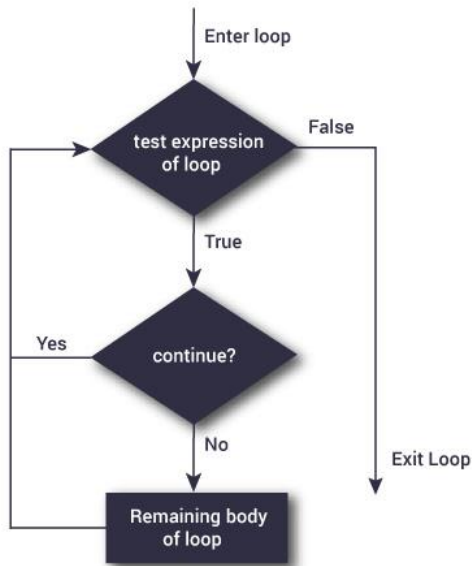 Enter loop
test expression
of loop
False
True
Yes
continue?
No
Exit Loop
Remaining body
of loop